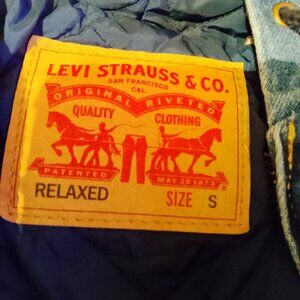 LEVI STRAUSS & CO.
SAN FRANCISCO
CAL.
ORIGINAL RIVETED
QUALITY CLOTHING
PATENTED MAY 20 1873
RELAXED SIZE S